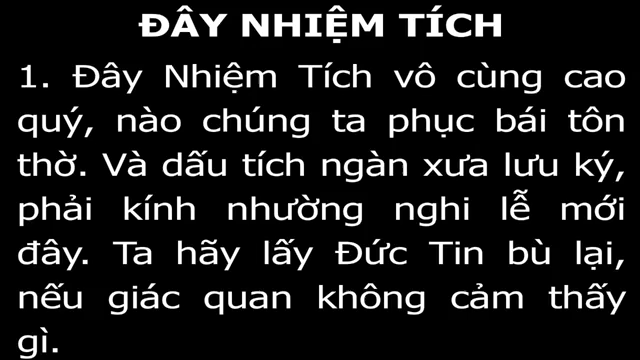 ĐÂY NHIỆM TÍCH
1. Đây Nhiệm Tích vô cùng cao
quý, nào chúng ta phục bái tôn
thờ. Và dấu tích ngàn xưa lưu ký,
phải kính nhường nghi lễ mới
đây. Ta hãy lấy Đức Tin bù lại,
nếu giác quan không cảm thấy
gì.